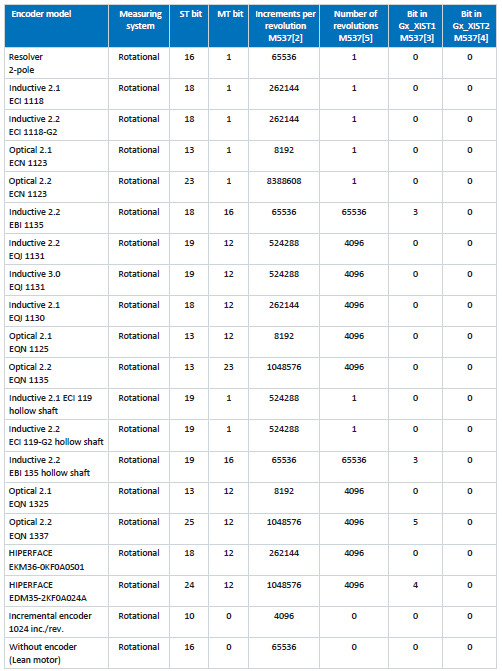 Encoder model Measuring system ST bit MT bit Increments per revolution M537[2] Number of revolutions M537[5] Bit in Gx_XIST1 M537[3] Bit in Gx_XIST2 M537[4]
Resolver Rotational 16 1 65536 1 0 0
2-pole
Inductive 2.1 Rotational 18 1 262144 1 0 0
ECI 1118
Inductive 2.2 Rotational 18 1 262144 1 0 0
ECI 1118-G2
Optical 2.1 Rotational 13 1 8192 1 0 0
ECN 1123
Optical 2.2 Rotational 23 1 8388608 1 0 0
ECN 1123
Inductive 2.2 Rotational 18 16 65536 65536 3 0
EBI 1135
Inductive 2.2 Rotational 19 12 524288 4096 0 0
EQI 1131
Inductive 3.0 Rotational 19 12 524288 4096 0 0
EQI 1131
Inductive 2.1 Rotational 18 12 262144 4096 0 0
EQI 1130
Optical 2.1 Rotational 13 12 8192 4096 0 0
EQN 1125
Optical 2.2 Rotational 13 23 1048576 4096 0 0
EQN 1135
Inductive 2.1 ECI 119 Rotational 19 1 524288 1 0 0
hollow shaft
Inductive 2.2 Rotational 19 1 524288 1 0 0
ECI 119-G2 hollow shaft
Inductive 2.2 Rotational 19 16 65536 65536 3 0
EBI 135 hollow shaft
Optical 2.1 Rotational 13 12 8192 4096 0 0
EQN 1325
Optical 2.2 Rotational 25 12 1048576 4096 5 0
EQN 1337
HIPERFACE Rotational 18 12 262144 4096 0 0
EKM36-0KF0A0S01
HIPERFACE Rotational 24 12 1048576 4096 4 0
EDM35-2KF0A024A
Incremental encoder Rotational 10 0 4096 0 0 0
1024 inc./rev.
Without encoder Rotational 16 0 65536 0 0 0
(Lean motor)